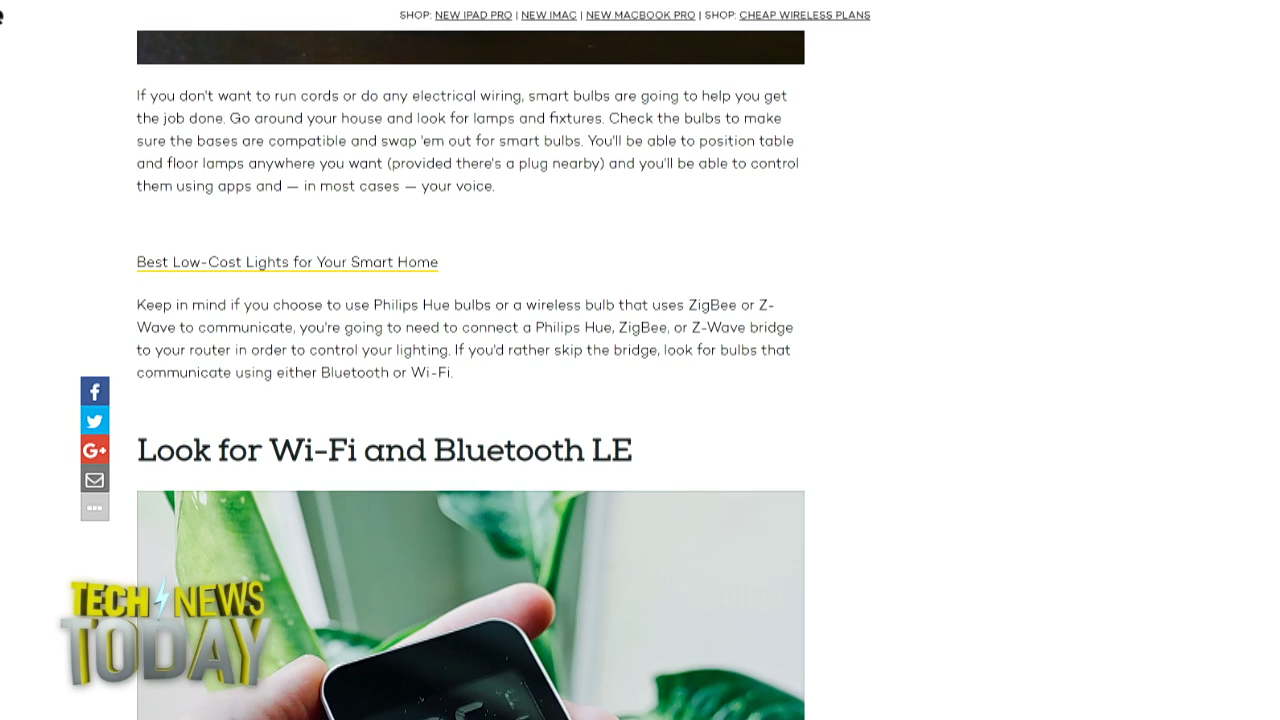 SHOP: NEW IPAD PRO | NEW IMAC | NEW MACBOOK PRO | SHOP: CHEAP WIRELESS PLANS
If you don't want to run cords or do any electrical wiring, smart bulbs are going to help you get
the job done. Go around your house and look for lamps and fixtures. Check the bulbs to make
sure the bases are compatible and swap 'em out for smart bulbs. You'll be able to position table
and floor lamps anywhere you want (provided there's a plug nearby) and you'll be able to control
them using apps and — in most cases — your voice.
Best Low-Cost Lights for Your Smart Home
Keep in mind if you choose to use Philips Hue bulbs or a wireless bulb that uses ZigBee or Z-
Wave to communicate, you're going to need to connect a Philips Hue, ZigBee, or Z-Wave bridge
to your router in order to control your lighting. If you'd rather skip the bridge, look for bulbs that
communicate using either Bluetooth or Wi-Fi.
Look for Wi-Fi and Bluetooth LE
TECH NEWS
TODAY